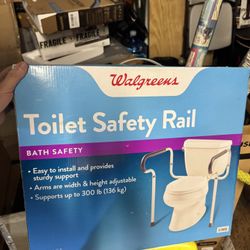 Walgreens
Toilet Safety Rail
BATH SAFETY
• Easy to install and provides
sturdy support
• Arms are width & height adjustable
• Supports up to 300 lb (136 kg)